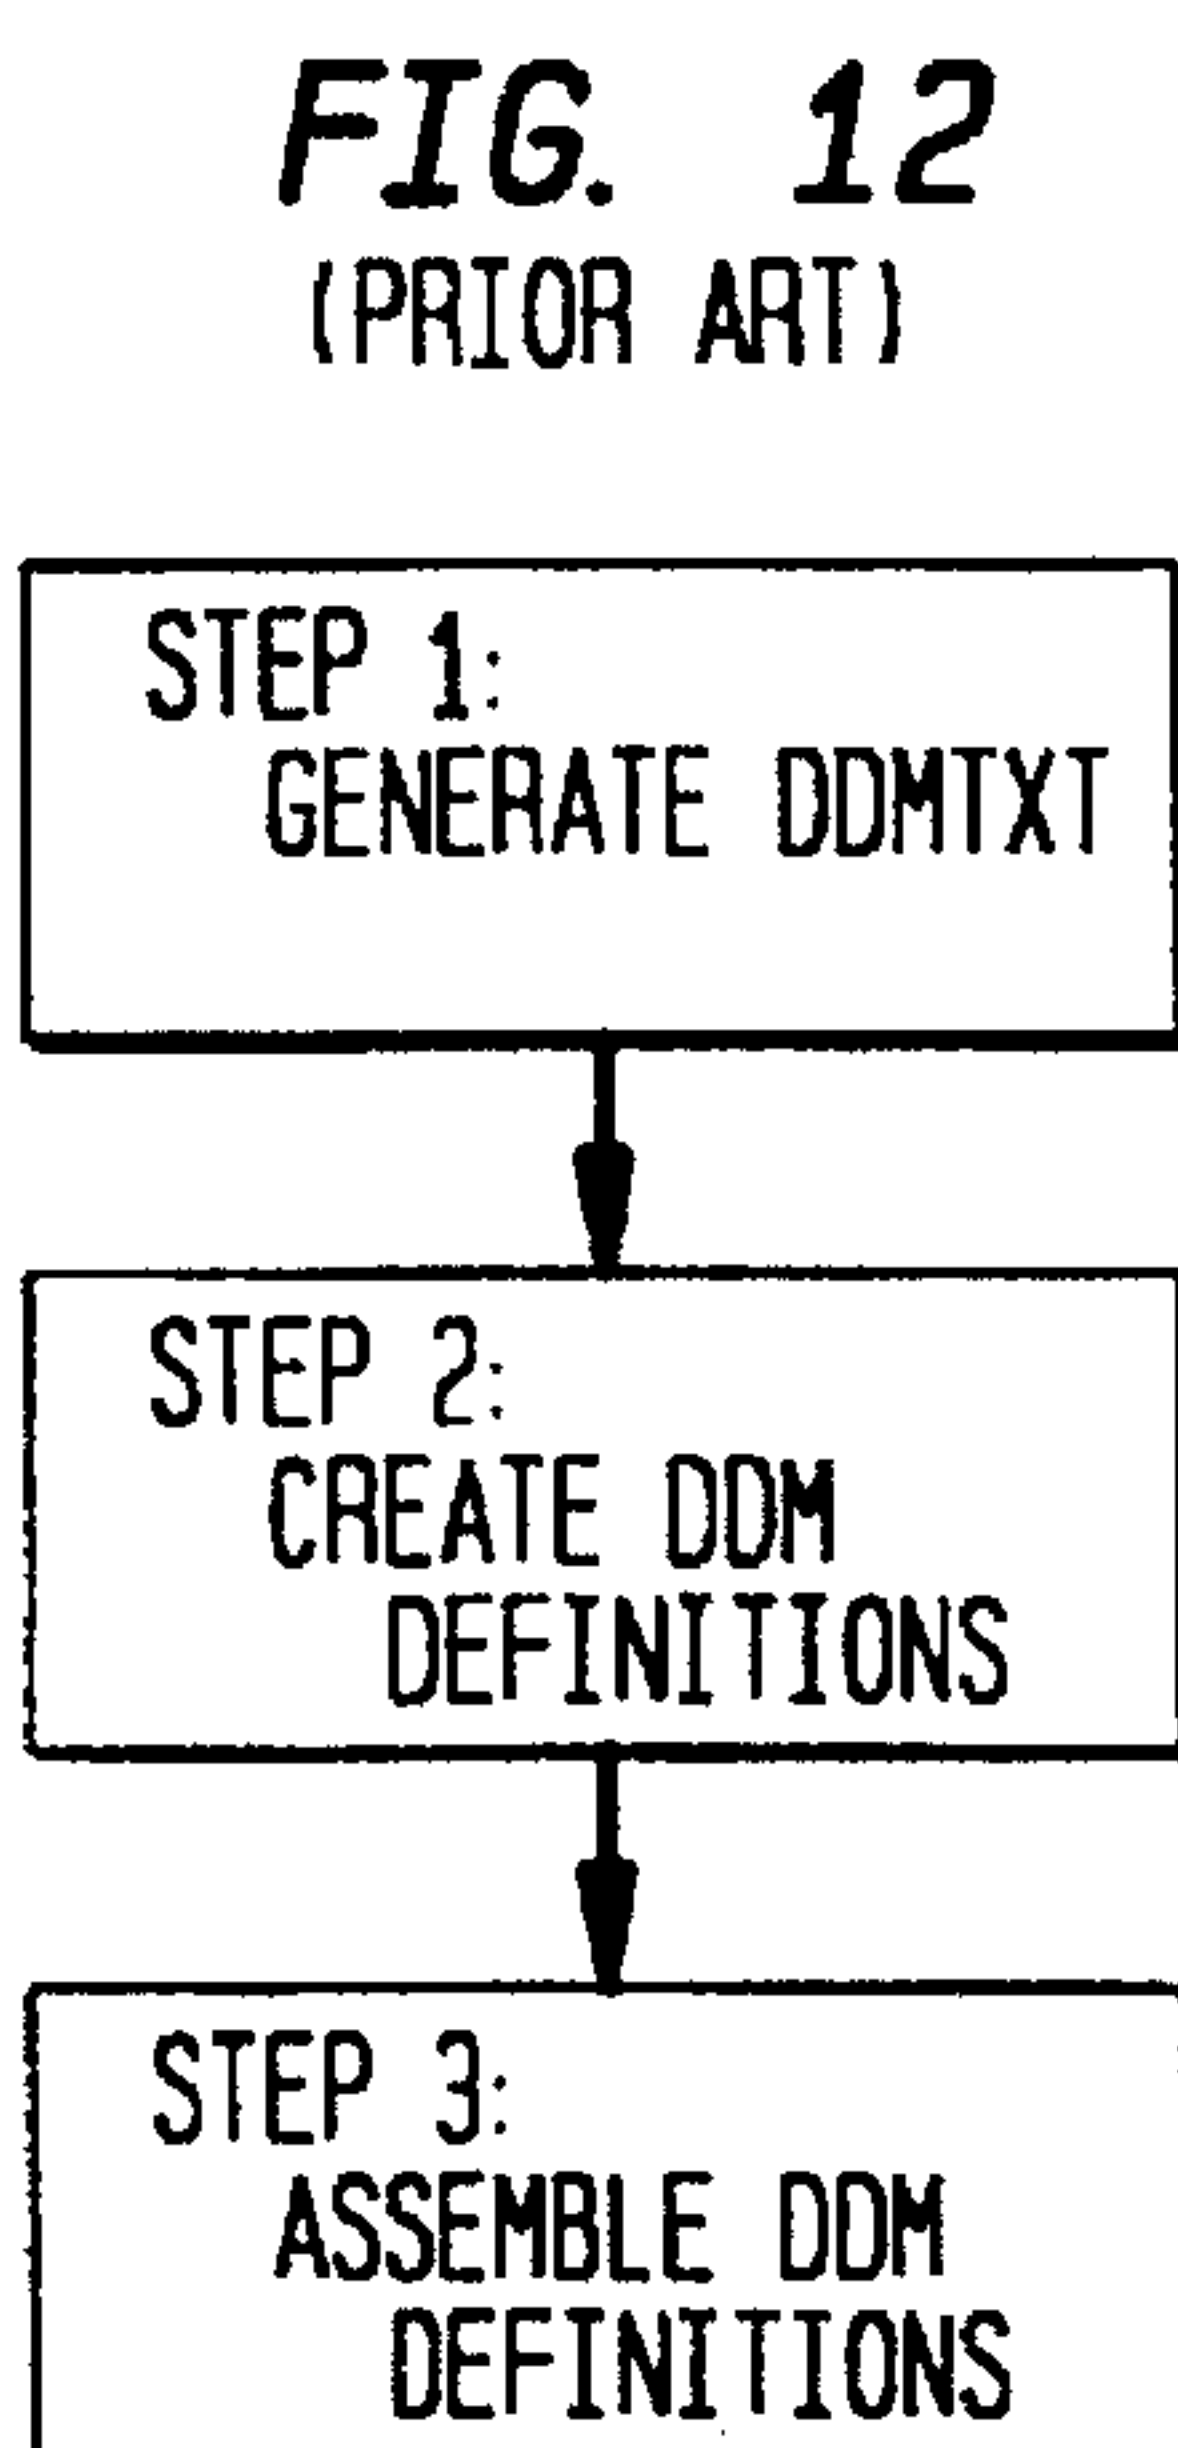 FIG. 12
(PRIOR ART)
STEP 1:
GENERATE DDMTXT
STEP 2:
CREATE DDM
DEFINITIONS
STEP 3:
ASSEMBLE DDM
DEFINITIONS